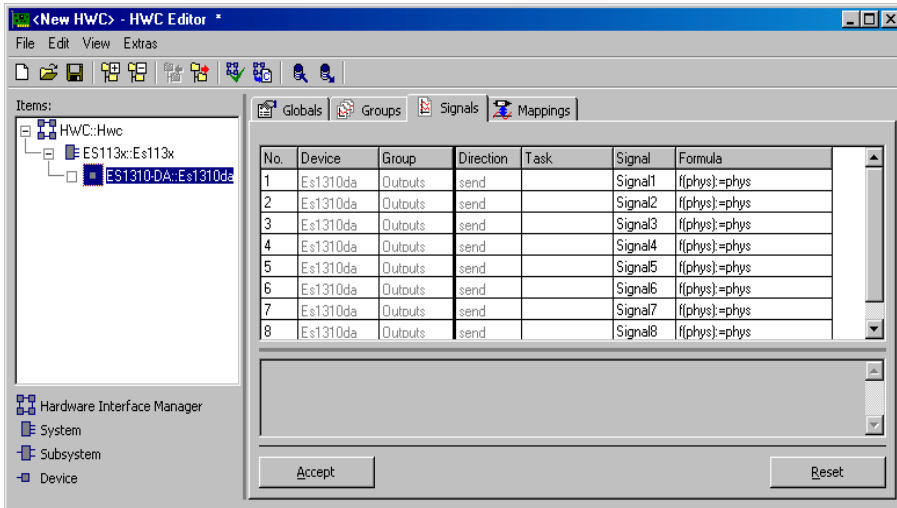 <New HWC> - HWC Editor *
File Edit View Extras
Items:
HWC::Hwc
ES113x::Es113x
ES1310-DA::Es1310da
Hardware Interface Manager
System
Subsystem
Device
Globals Groups Signals Mappings
No. Device Group Direction Task Signal Formula
1 Es1310da Outputs send Signal1 f(phys):=phys
2 Es1310da Outputs send Signal2 f(phys):=phys
3 Es1310da Outputs send Signal3 f(phys):=phys
4 Es1310da Outputs send Signal4 f(phys):=phys
5 Es1310da Outputs send Signal5 f(phys):=phys
6 Es1310da Outputs send Signal6 f(phys):=phys
7 Es1310da Outputs send Signal7 f(phys):=phys
8 Es1310da Outputs send Signal8 f(phys):=phys
Accept Reset